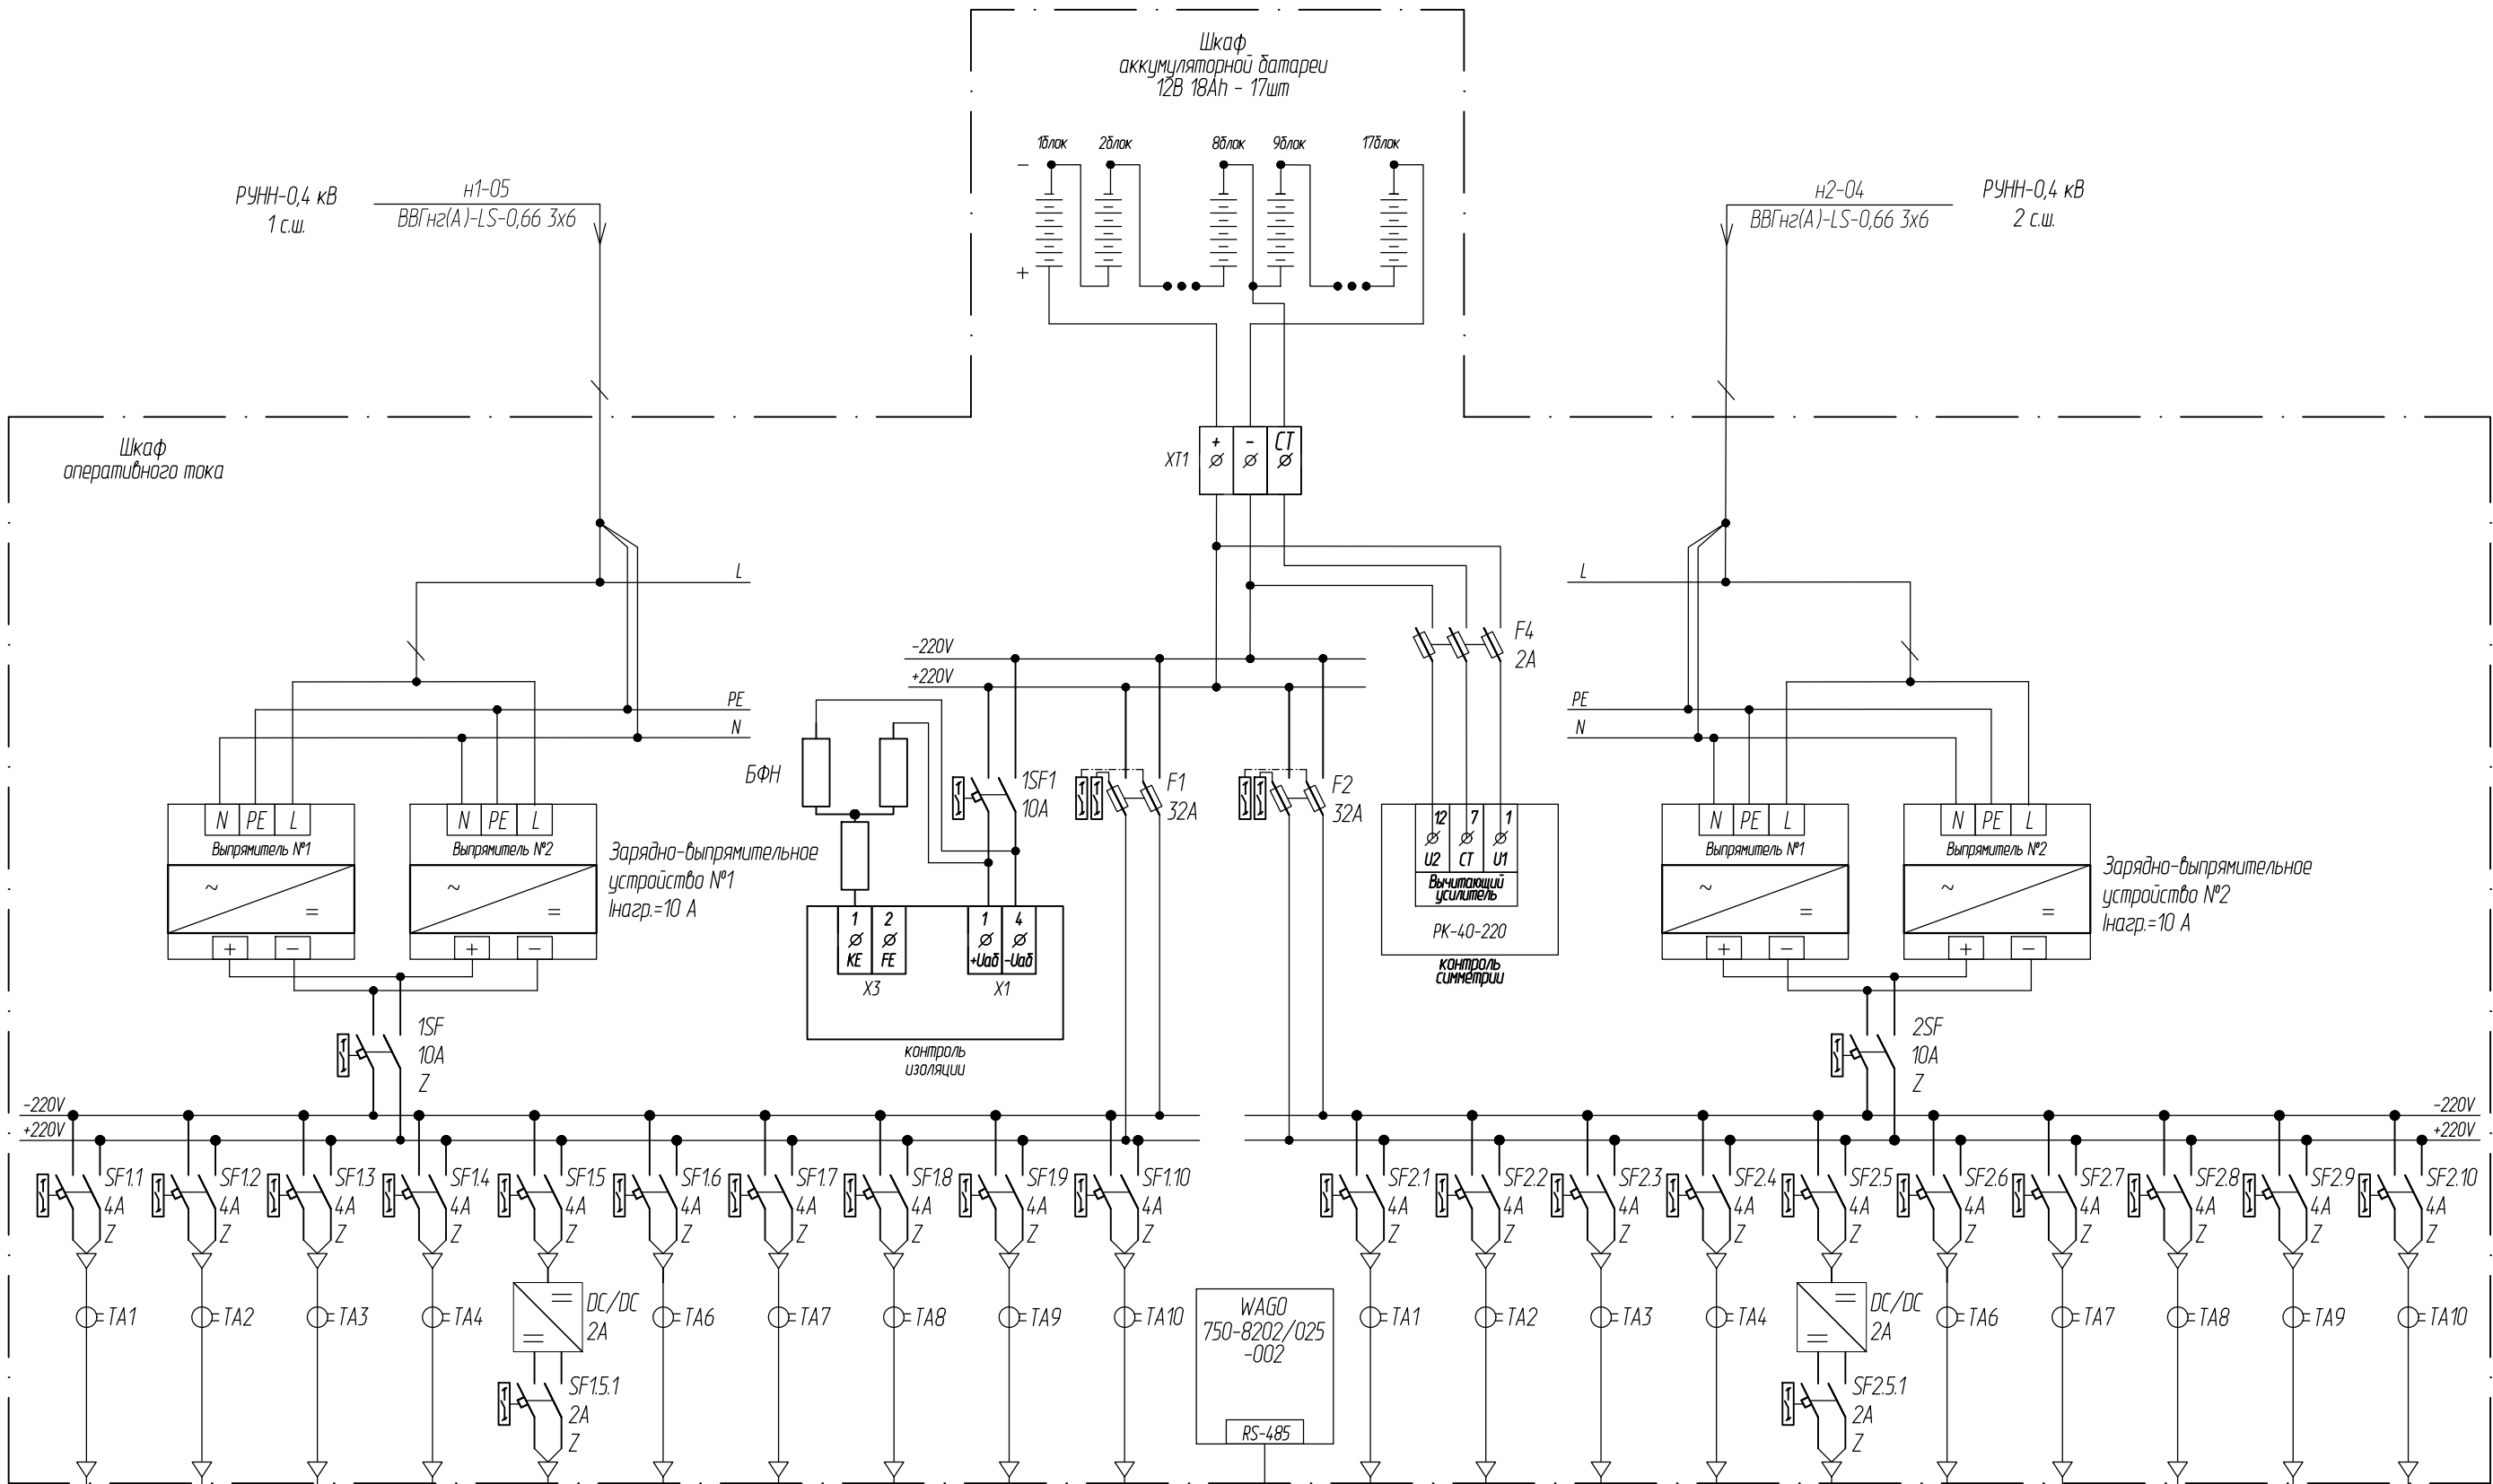 Шкаф
аккумуляторной батареи
12В 18Ah - 17шт
1блок
2блок
8блок
9блок
17блок
−
+
РУНН-0,4 кВ
1 с.ш.
н1-05
ВВГнг(А)-LS-0,66 3х6
н2-04
ВВГнг(А)-LS-0,66 3х6
РУНН-0,4 кВ
2 с.ш.
Шкаф
оперативного тока
XT1
+ − СТ
L
L
F4
2А
-220V
+220V
PE
N
PE
N
БФН
1SF1
10А
F1
32А
F2
32А
N PE L
Выпрямитель №1
~ =
+ −
N PE L
Выпрямитель №2
~ =
+ −
Зарядно-выпрямительное
устройство №1
Iнагр.=10 А
12 7 1
U2 СТ U1
Вычитающий
усилитель
РК-40-220
контроль
симметрии
1 2
KE FE
X3
1 4
+Uаб -Uаб
X1
контроль
изоляции
N PE L
Выпрямитель №1
~ =
+ −
N PE L
Выпрямитель №2
~ =
+ −
Зарядно-выпрямительное
устройство №2
Iнагр.=10 А
1SF
10А
Z
2SF
10А
Z
-220V
+220V
-220V
+220V
SF1.1
4А
Z
SF1.2
4А
Z
SF1.3
4А
Z
SF1.4
4А
Z
SF1.5
4А
Z
SF1.6
4А
Z
SF1.7
4А
Z
SF1.8
4А
Z
SF1.9
4А
Z
SF1.10
4А
Z
SF2.1
4А
Z
SF2.2
4А
Z
SF2.3
4А
Z
SF2.4
4А
Z
SF2.5
4А
Z
SF2.6
4А
Z
SF2.7
4А
Z
SF2.8
4А
Z
SF2.9
4А
Z
SF2.10
4А
Z
TA1
TA2
TA3
TA4
DC/DC
2А
TA6
TA7
TA8
TA9
TA10
WAGO
750-8202/025
-002
RS-485
TA1
TA2
TA3
TA4
DC/DC
2А
TA6
TA7
TA8
TA9
TA10
SF1.5.1
2А
Z
SF2.5.1
2А
Z